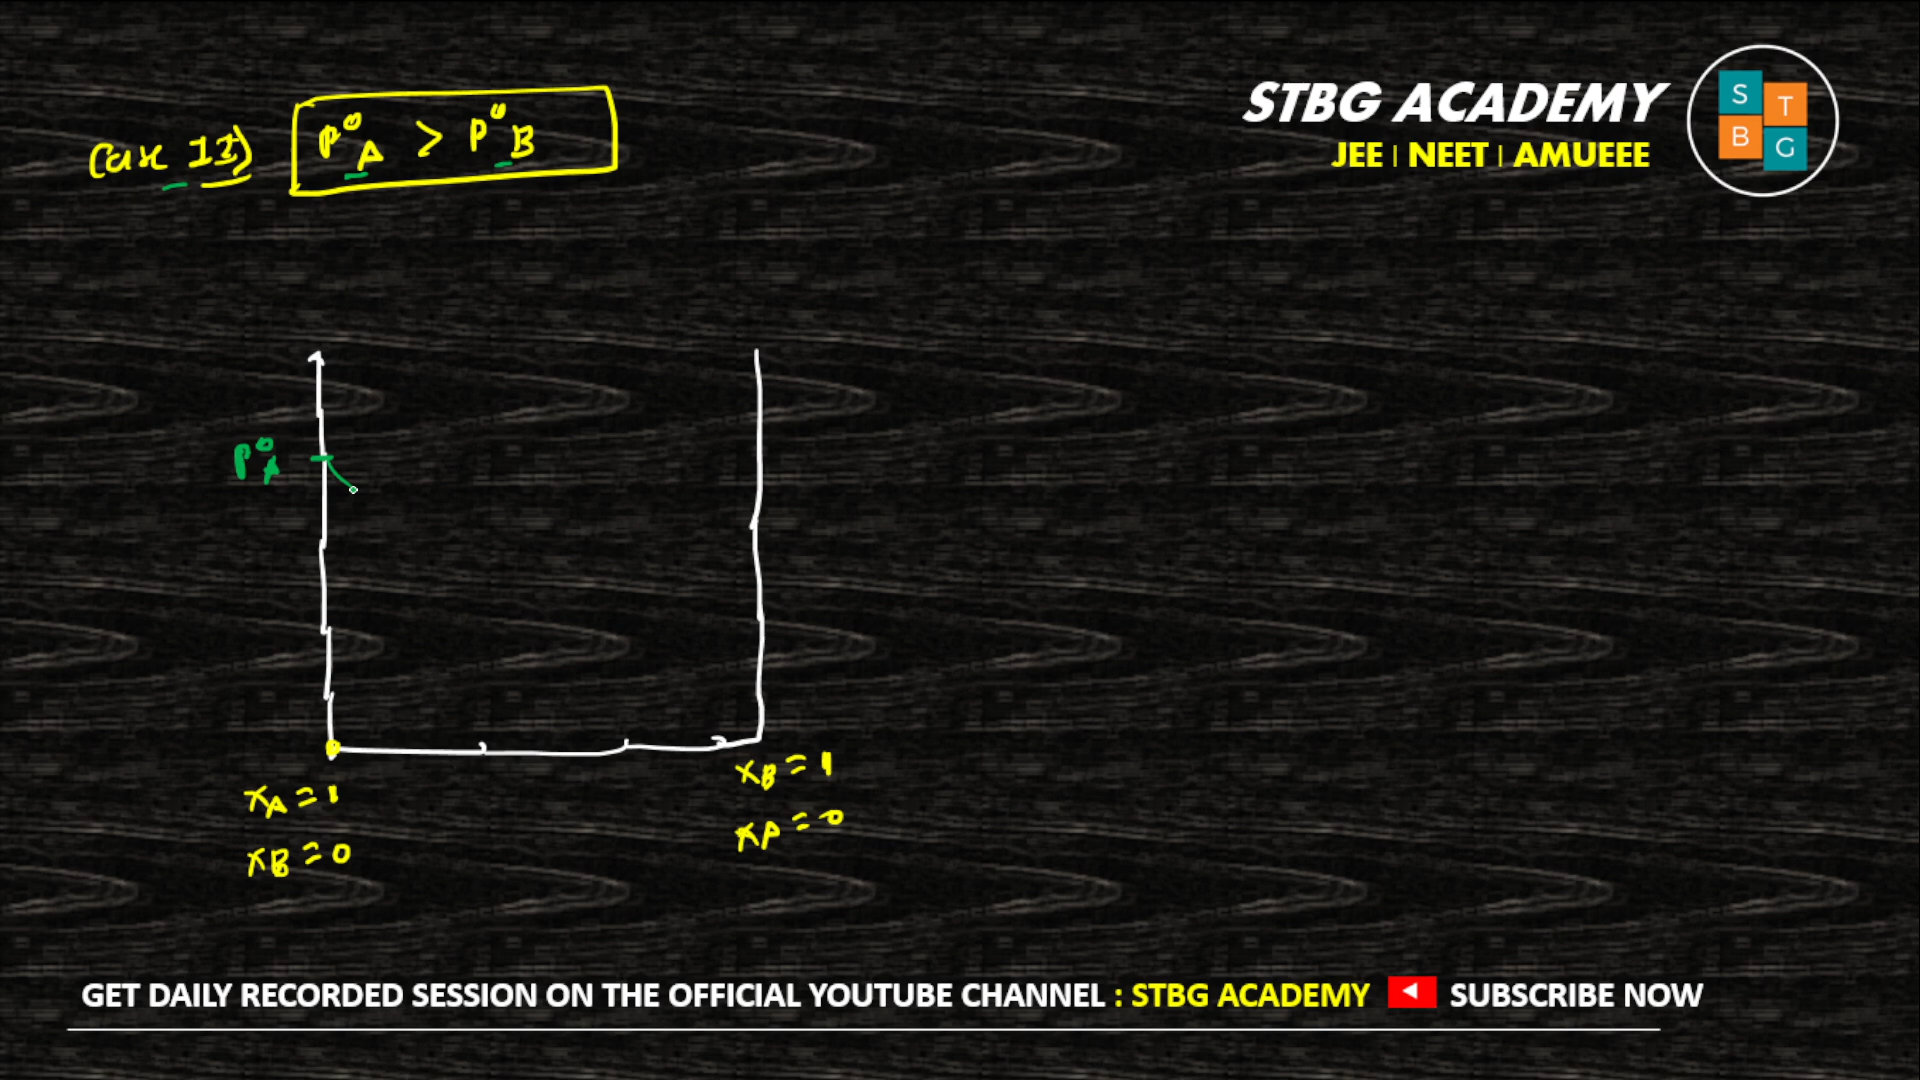 STBG ACADEMY
JEE | NEET | AMUEEE
S T
B G
Case II) P°A > P°B
P°A
xA = 1
xB = 0
xB = 1
xA = 0
GET DAILY RECORDED SESSION ON THE OFFICIAL YOUTUBE CHANNEL : STBG ACADEMY SUBSCRIBE NOW